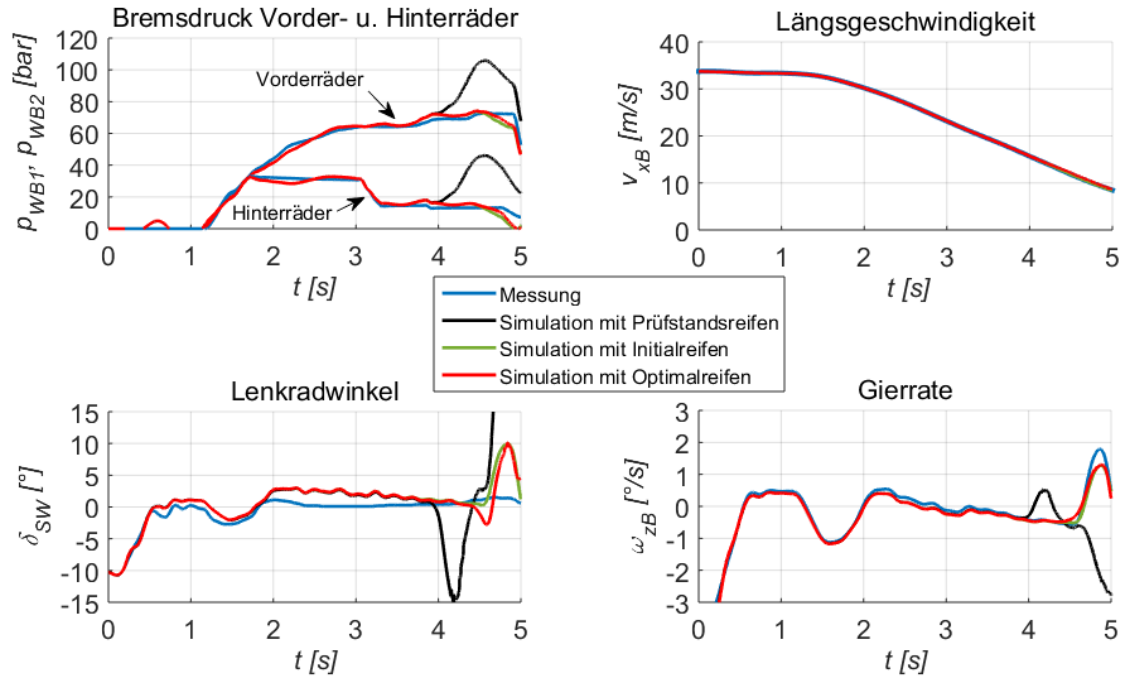 Bremsdruck Vorder- u. Hinterräder
p_WB1, p_WB2 [bar]
120
100
80
60
40
20
0
Vorderräder
Hinterräder
0 1 2 3 4 5
t [s]
Längsgeschwindigkeit
v_xB [m/s]
40
30
20
10
0
0 1 2 3 4 5
t [s]
Messung
Simulation mit Prüfstandsreifen
Simulation mit Initialreifen
Simulation mit Optimalreifen
Lenkradwinkel
δ_SW [°]
15
10
5
0
-5
-10
-15
0 1 2 3 4 5
t [s]
Gierrate
ω_zB [°/s]
3
2
1
0
-1
-2
-3
0 1 2 3 4 5
t [s]